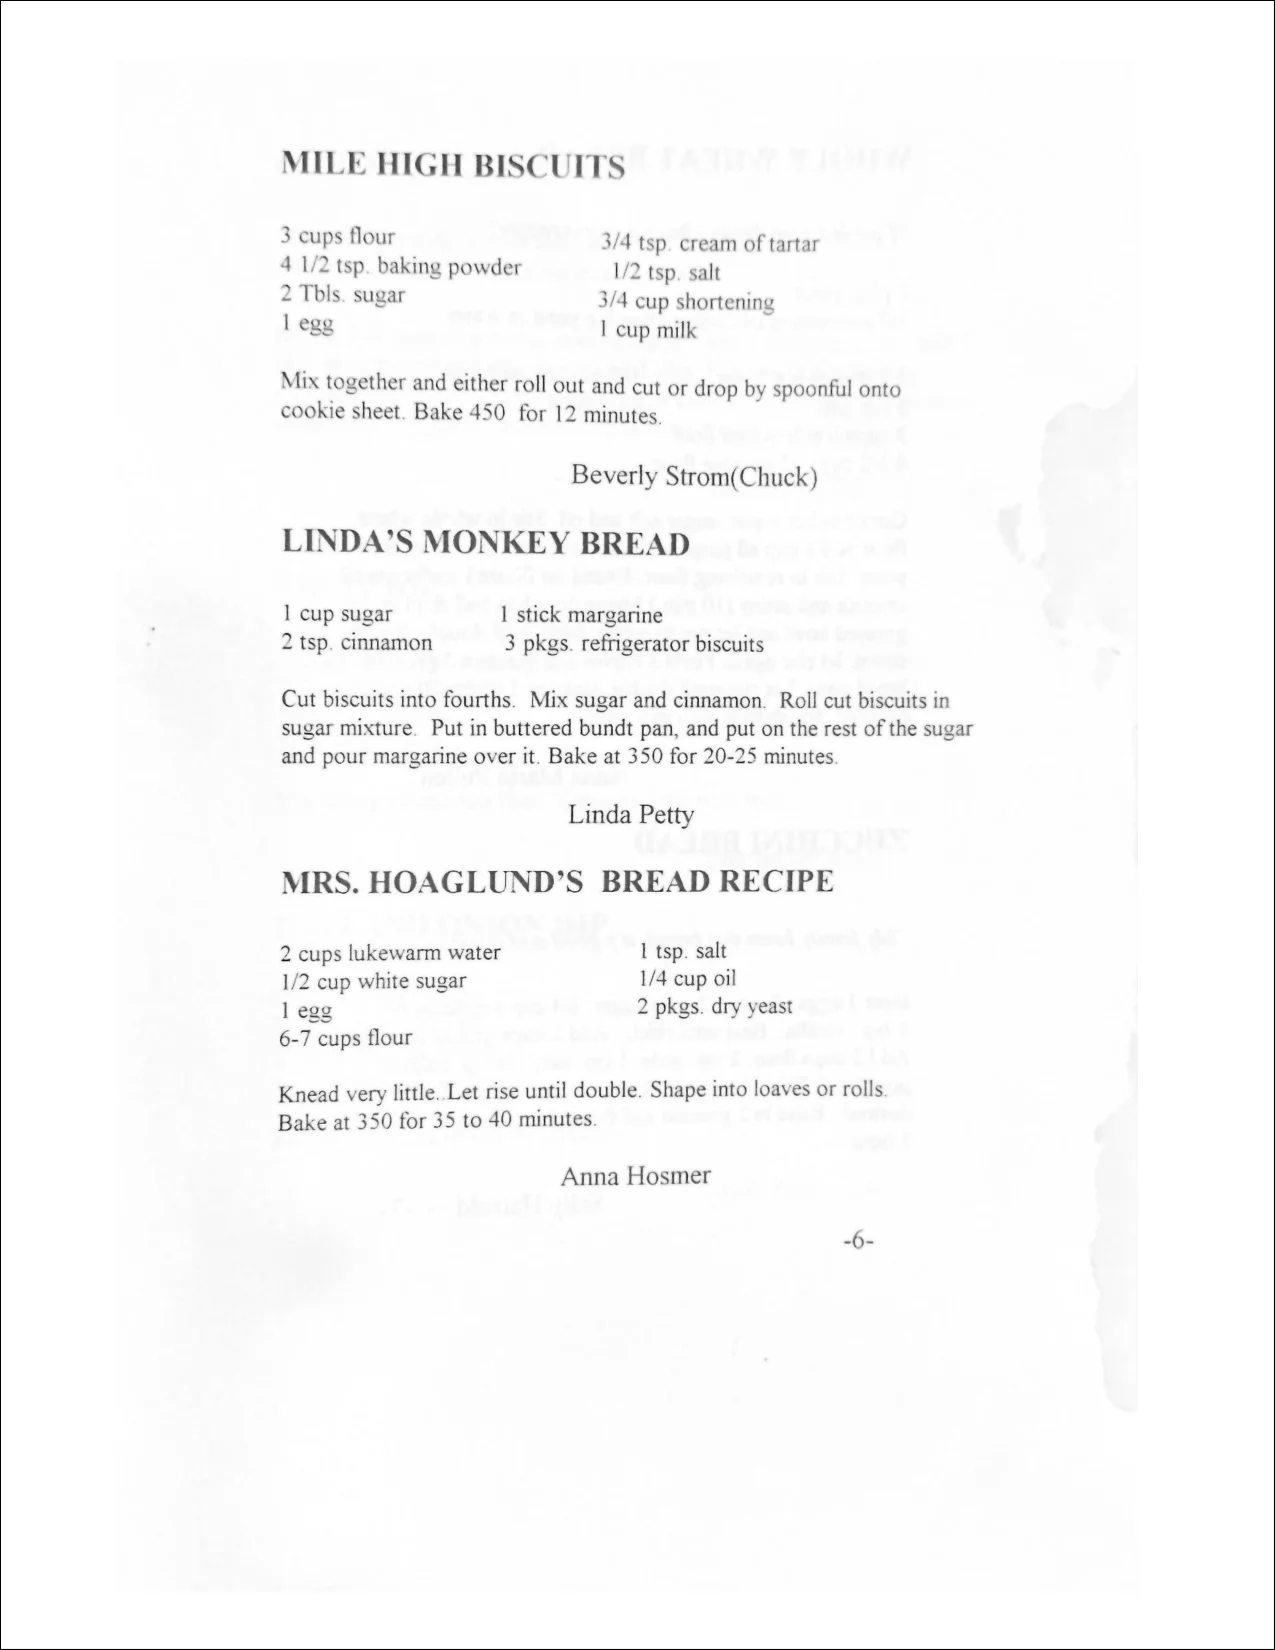 MILE HIGH BISCUITS
3 cups flour 3/4 tsp. cream of tartar
4 1/2 tsp. baking powder 1/2 tsp. salt
2 Tbls. sugar 3/4 cup shortening
1 egg 1 cup milk
Mix together and either roll out and cut or drop by spoonful onto
cookie sheet. Bake 450 for 12 minutes.
Beverly Strom(Chuck)
LINDA'S MONKEY BREAD
1 cup sugar 1 stick margarine
2 tsp. cinnamon 3 pkgs. refrigerator biscuits
Cut biscuits into fourths. Mix sugar and cinnamon. Roll cut biscuits in
sugar mixture. Put in buttered bundt pan, and put on the rest of the sugar
and pour margarine over it. Bake at 350 for 20-25 minutes.
Linda Petty
MRS. HOAGLUND'S BREAD RECIPE
2 cups lukewarm water 1 tsp. salt
1/2 cup white sugar 1/4 cup oil
1 egg 2 pkgs. dry yeast
6-7 cups flour
Knead very little. Let rise until double. Shape into loaves or rolls.
Bake at 350 for 35 to 40 minutes.
Anna Hosmer
-6-